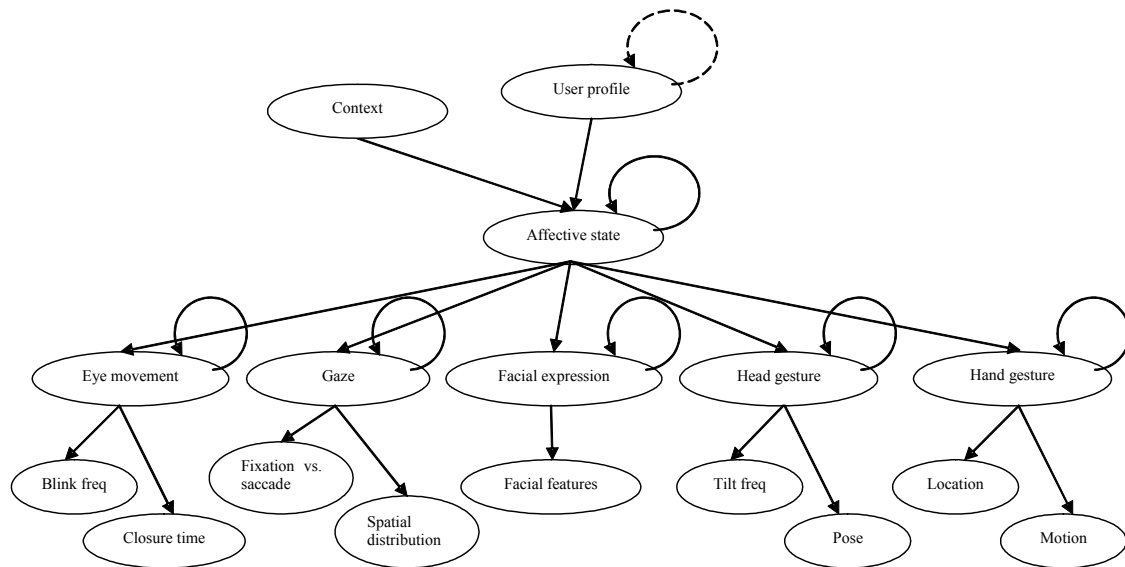 User profile
Context
Affective state
Eye movement
Gaze
Facial expression
Head gesture
Hand gesture
Blink freq
Closure time
Fixation vs.
saccade
Spatial
distribution
Facial features
Tilt freq
Pose
Location
Motion